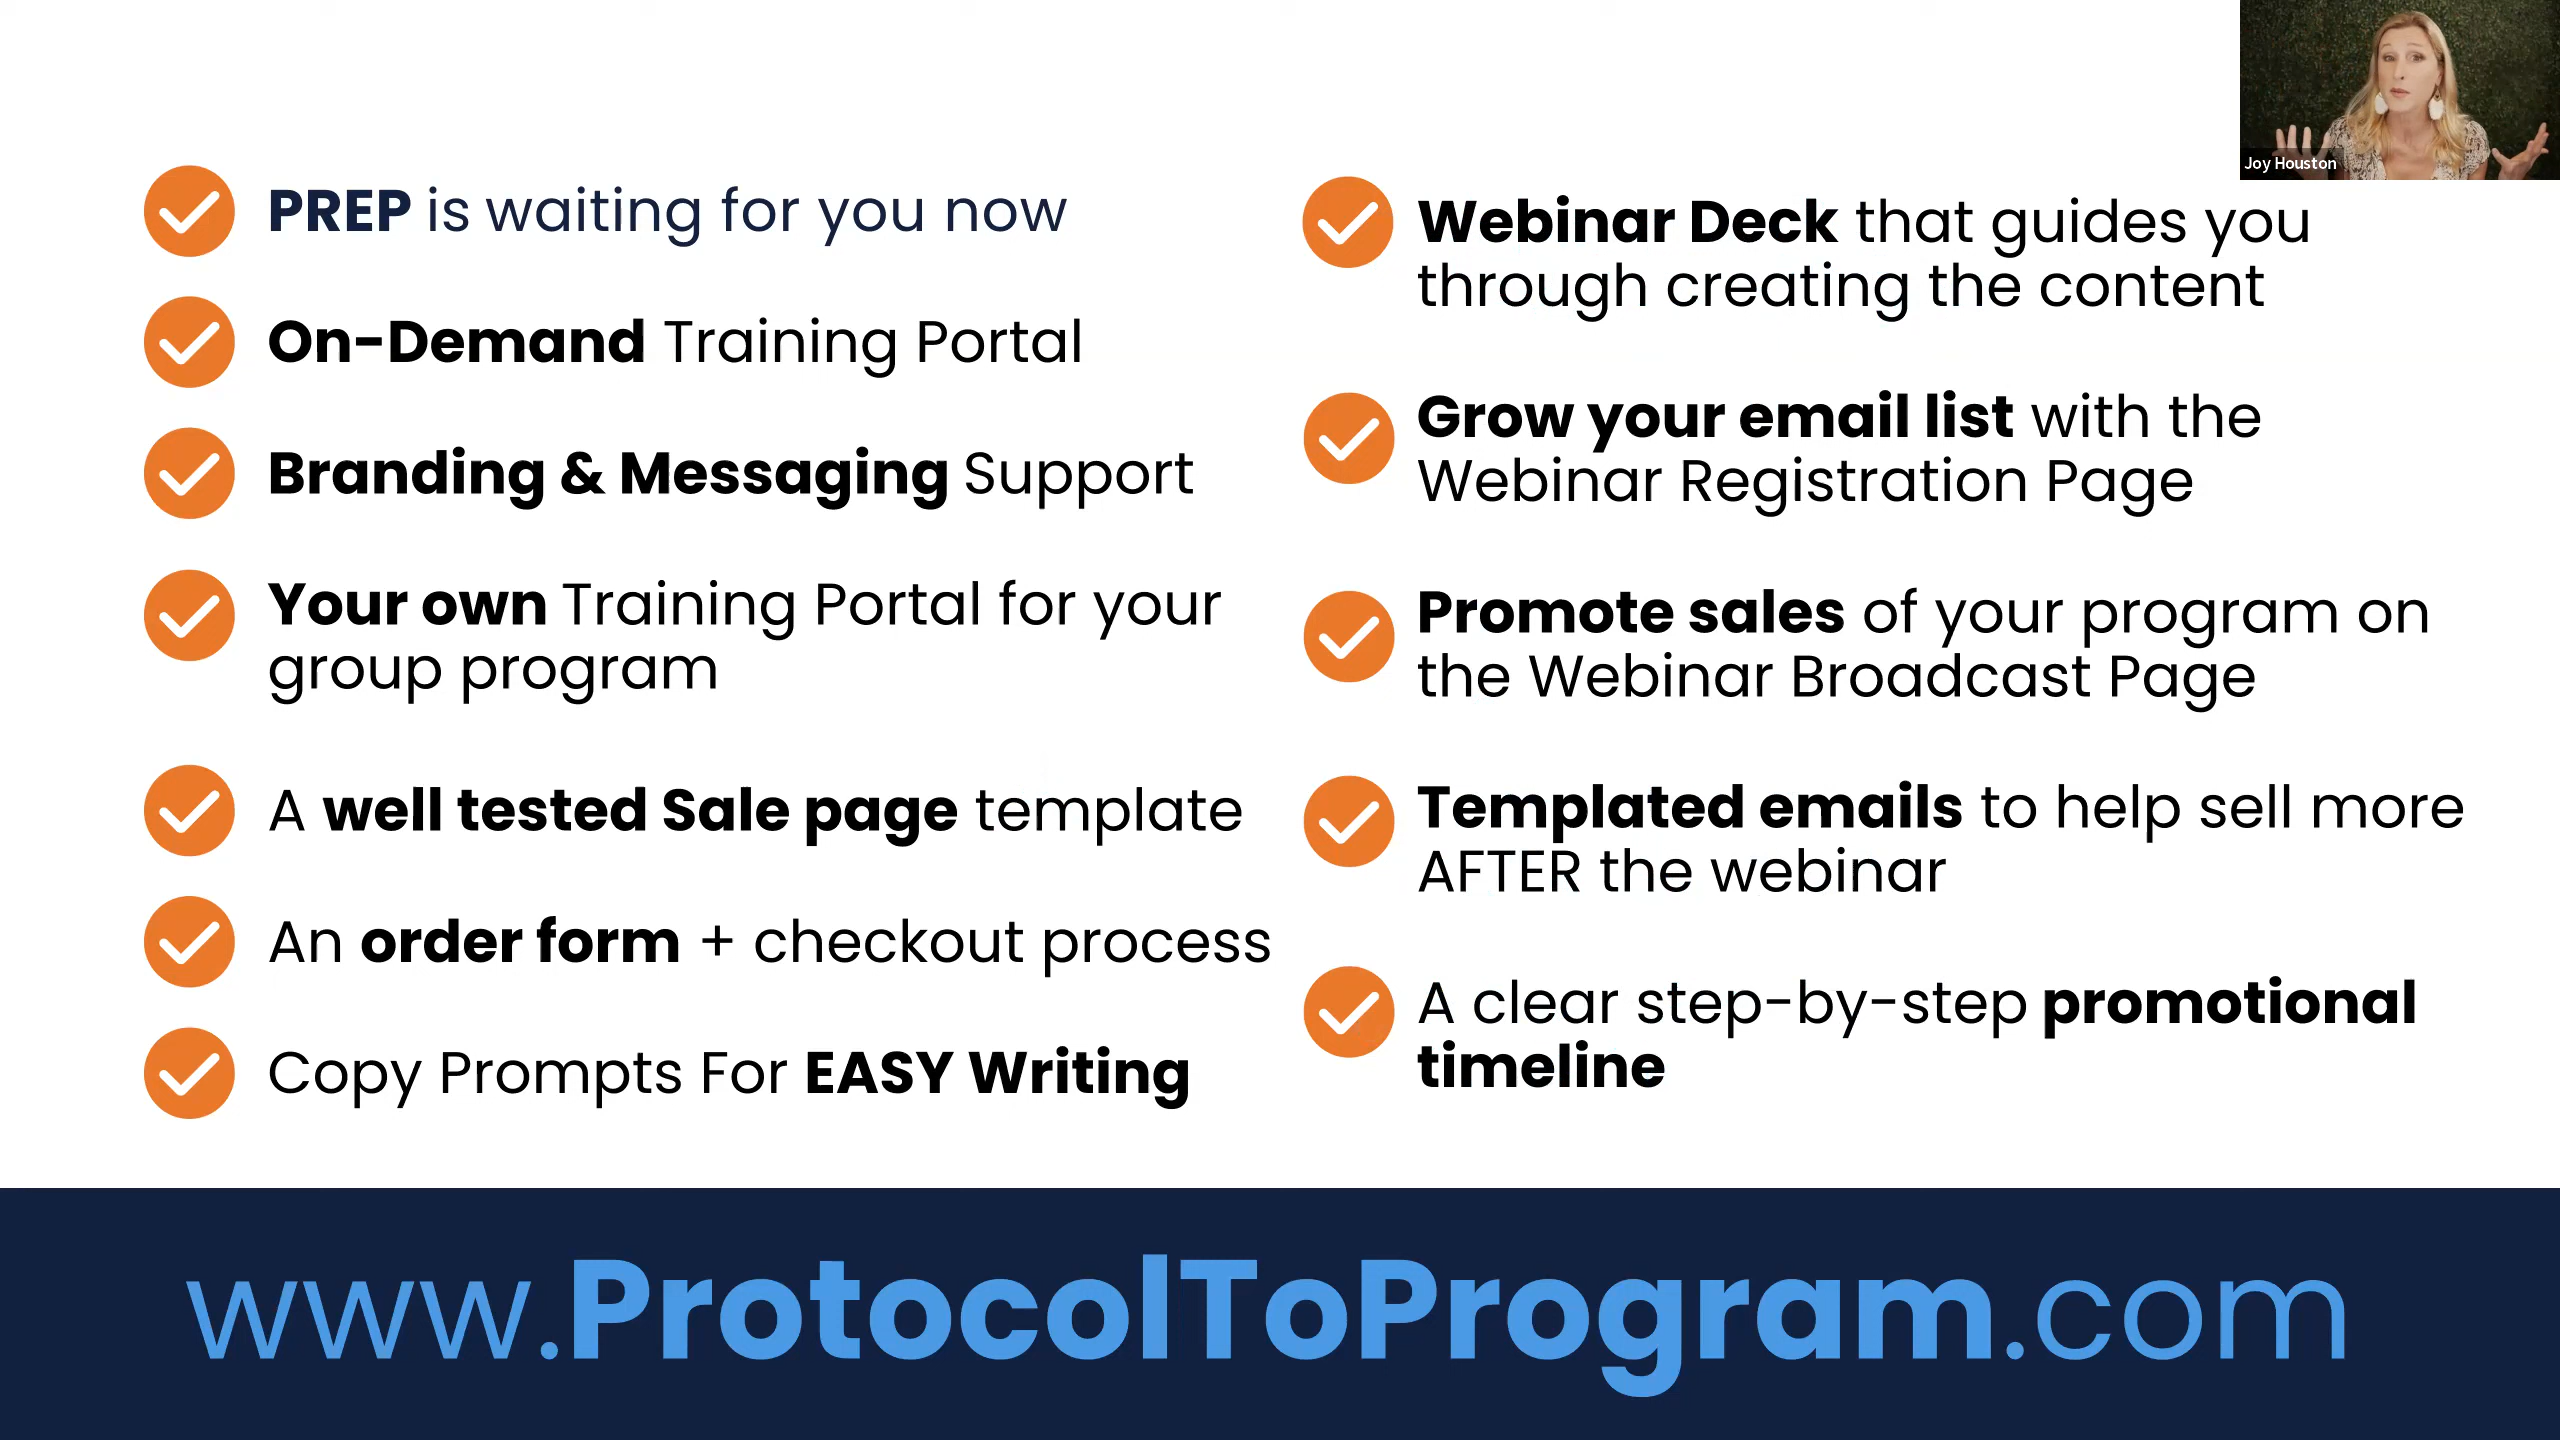 PREP is waiting for you now
On-Demand Training Portal
Branding & Messaging Support
Your own Training Portal for your
group program
A well tested Sale page template
An order form + checkout process
Copy Prompts For EASY Writing
Webinar Deck that guides you
through creating the content
Grow your email list with the
Webinar Registration Page
Promote sales of your program on
the Webinar Broadcast Page
Templated emails to help sell more
AFTER the webinar
A clear step-by-step promotional
timeline
Joy Houston
www.ProtocolToProgram.com